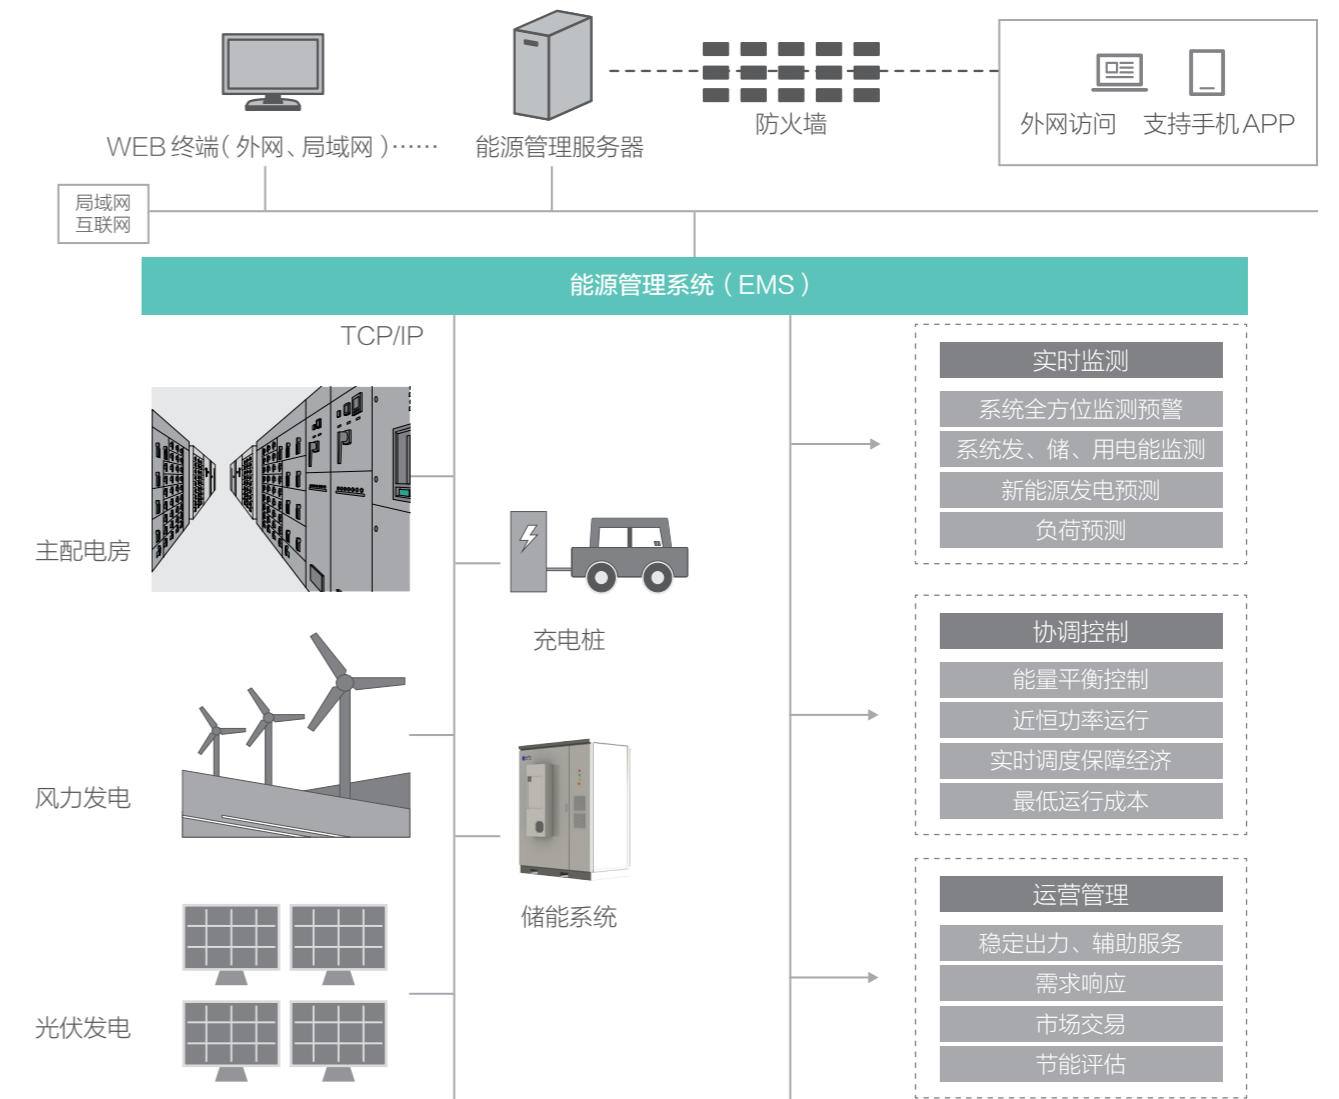 WEB 终端（外网、局域网）……
能源管理服务器
防火墙
外网访问
支持手机 APP
局域网
互联网
能源管理系统（EMS）
TCP/IP
主配电房
充电桩
风力发电
储能系统
光伏发电
实时监测
系统全方位监测预警
系统发、储、用电能监测
新能源发电预测
负荷预测
协调控制
能量平衡控制
近恒功率运行
实时调度保障经济
最低运行成本
运营管理
稳定出力、辅助服务
需求响应
市场交易
节能评估